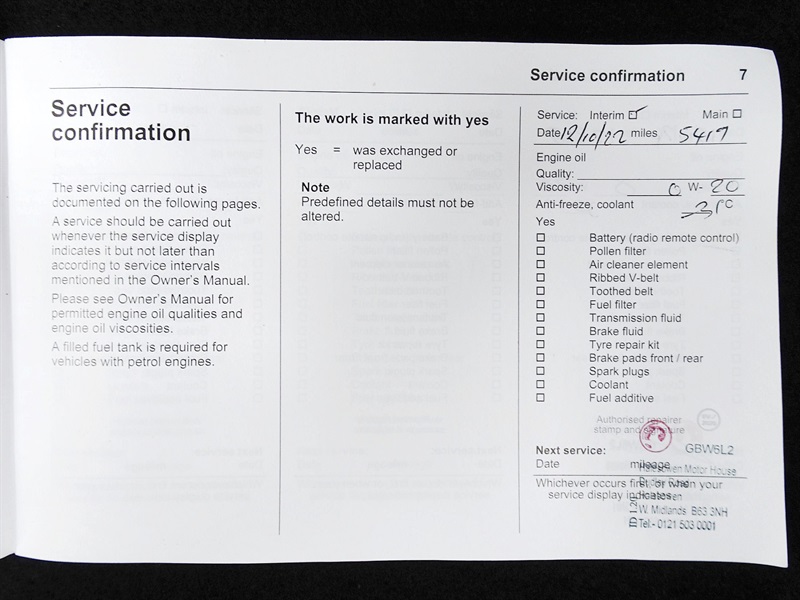 Service confirmation 7
Service
confirmation
The servicing carried out is
documented on the following pages.
A service should be carried out
whenever the service display
indicates it but not later than
according to service intervals
mentioned in the Owner's Manual.
Please see Owner's Manual for
permitted engine oil qualities and
engine oil viscosities.
A filled fuel tank is required for
vehicles with petrol engines.
The work is marked with yes
Yes = was exchanged or
replaced
Note
Predefined details must not be
altered.
Service: Interim ☑ Main ☐
Date 12/10/22 miles 5417
Engine oil
Quality:
Viscosity: 0 W- 20
Anti-freeze, coolant °C
Yes
☐ Battery (radio remote control)
☐ Pollen filter
☐ Air cleaner element
☐ Ribbed V-belt
☐ Toothed belt
☐ Fuel filter
☐ Transmission fluid
☐ Brake fluid
☐ Tyre repair kit
☐ Brake pads front / rear
☐ Spark plugs
☐ Coolant
☐ Fuel additive
Authorised repairer
stamp and signature
GBW6L2
Next service:
Date mileage
Halesowen Motor House
Whichever occurs first, or when your
service display indicates.
Halesowen
W. Midlands B63 3NH
Tel:- 0121 503 0001